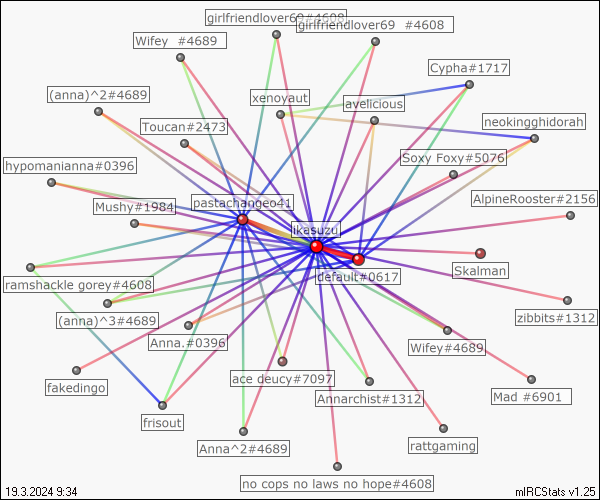 girlfriendlover69#4608
girlfriendlover69 #4608
Wifey #4689
Cypha#1717
(anna)^2#4689
xenoyaut
avelicious
neokingghidorah
Toucan#2473
Soxy Foxy#5076
hypomanianna#0396
AlpineRooster#2156
pastachangeo41
Mushy#1984
ikasuzu
Skalman
default#0617
ramshackle gorey#4608
zibbits#1312
(anna)^3#4689
Anna.#0396
Wifey#4689
ace deucy#7097
fakedingo
Annarchist#1312
Mad #6901
frisout
Anna^2#4689
rattgaming
no cops no laws no hope#4608
19.3.2024 9:34
mIRCStats v1.25